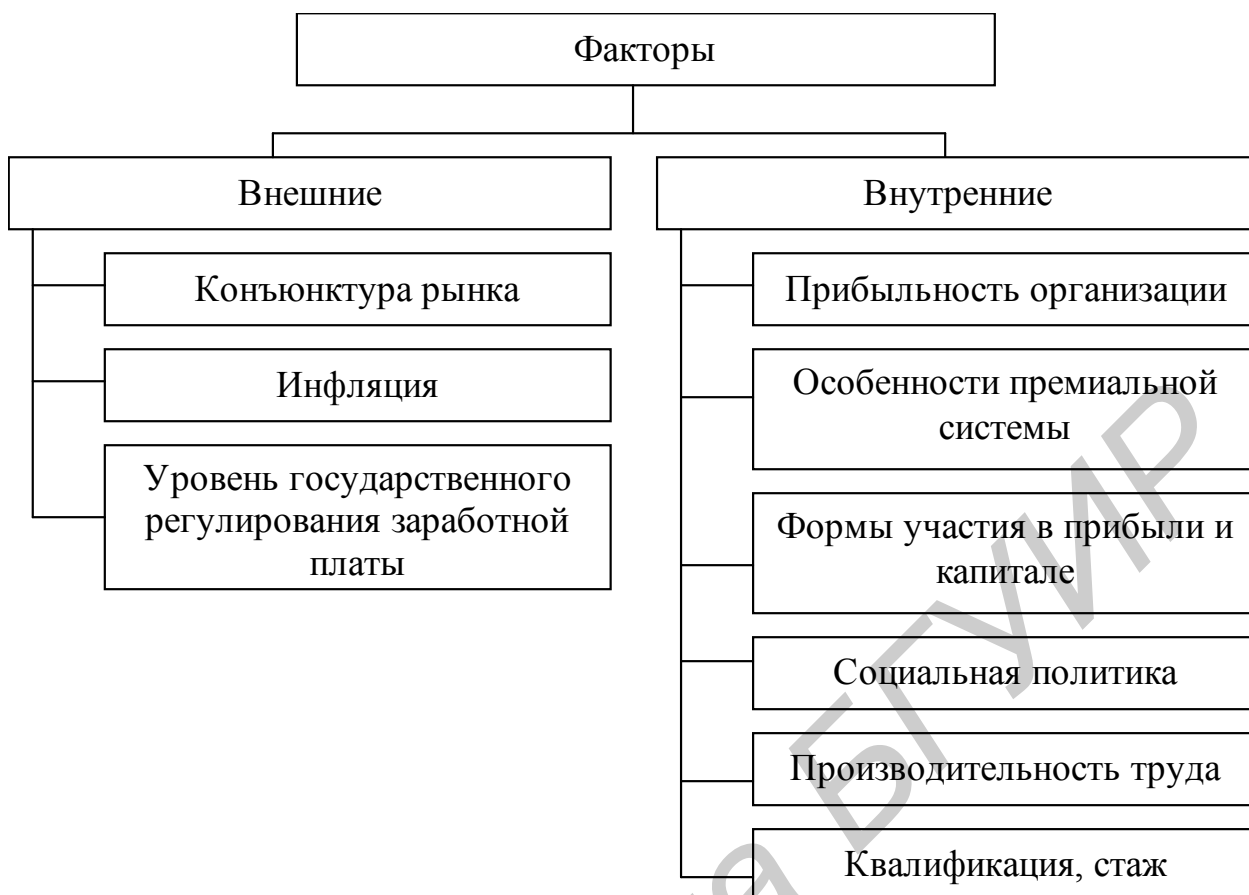 Факторы
Внешние
Конъюнктура рынка
Инфляция
Уровень государственного
регулирования заработной
платы
Внутренние
Прибыльность организации
Особенности премиальной
системы
Формы участия в прибыли и
капитале
Социальная политика
Производительность труда
Квалификация, стаж
БГУИР